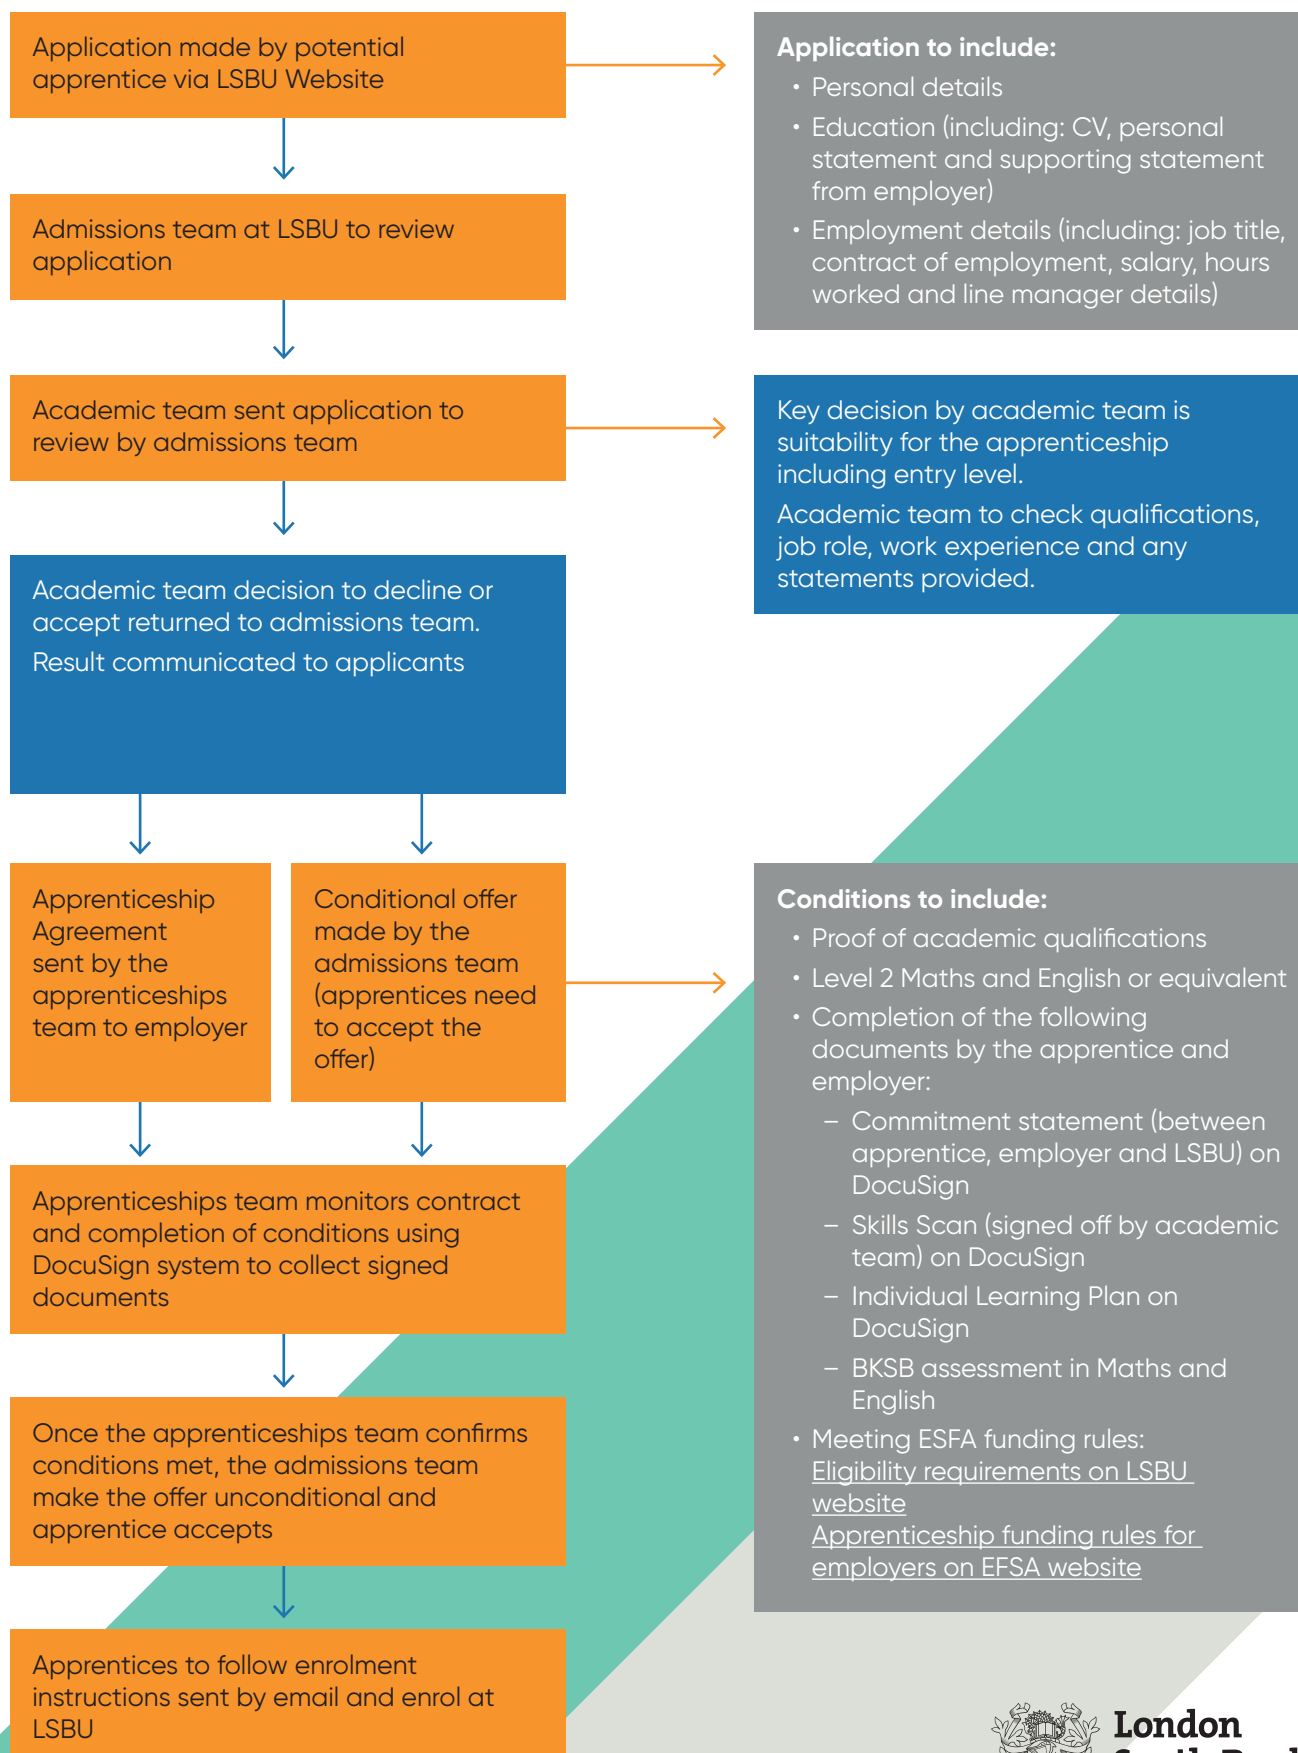 Application made by potential
apprentice via LSBU Website
Application to include:
• Personal details
• Education (including: CV, personal
statement and supporting statement
from employer)
• Employment details (including: job title,
contract of employment, salary, hours
worked and line manager details)
Admissions team at LSBU to review
application
Academic team sent application to
review by admissions team
Key decision by academic team is
suitability for the apprenticeship
including entry level.
Academic team to check qualifications,
job role, work experience and any
statements provided.
Academic team decision to decline or
accept returned to admissions team.
Result communicated to applicants
Apprenticeship
Agreement
sent by the
apprenticeships
team to employer
Conditional offer
made by the
admissions team
(apprentices need
to accept the
offer)
Conditions to include:
• Proof of academic qualifications
• Level 2 Maths and English or equivalent
• Completion of the following
documents by the apprentice and
employer:
– Commitment statement (between
apprentice, employer and LSBU) on
DocuSign
– Skills Scan (signed off by academic
team) on DocuSign
– Individual Learning Plan on
DocuSign
– BKSB assessment in Maths and
English
• Meeting ESFA funding rules:
Eligibility requirements on LSBU
website
Apprenticeship funding rules for
employers on EFSA website
Apprenticeships team monitors contract
and completion of conditions using
DocuSign system to collect signed
documents
Once the apprenticeships team confirms
conditions met, the admissions team
make the offer unconditional and
apprentice accepts
Apprentices to follow enrolment
instructions sent by email and enrol at
LSBU
London